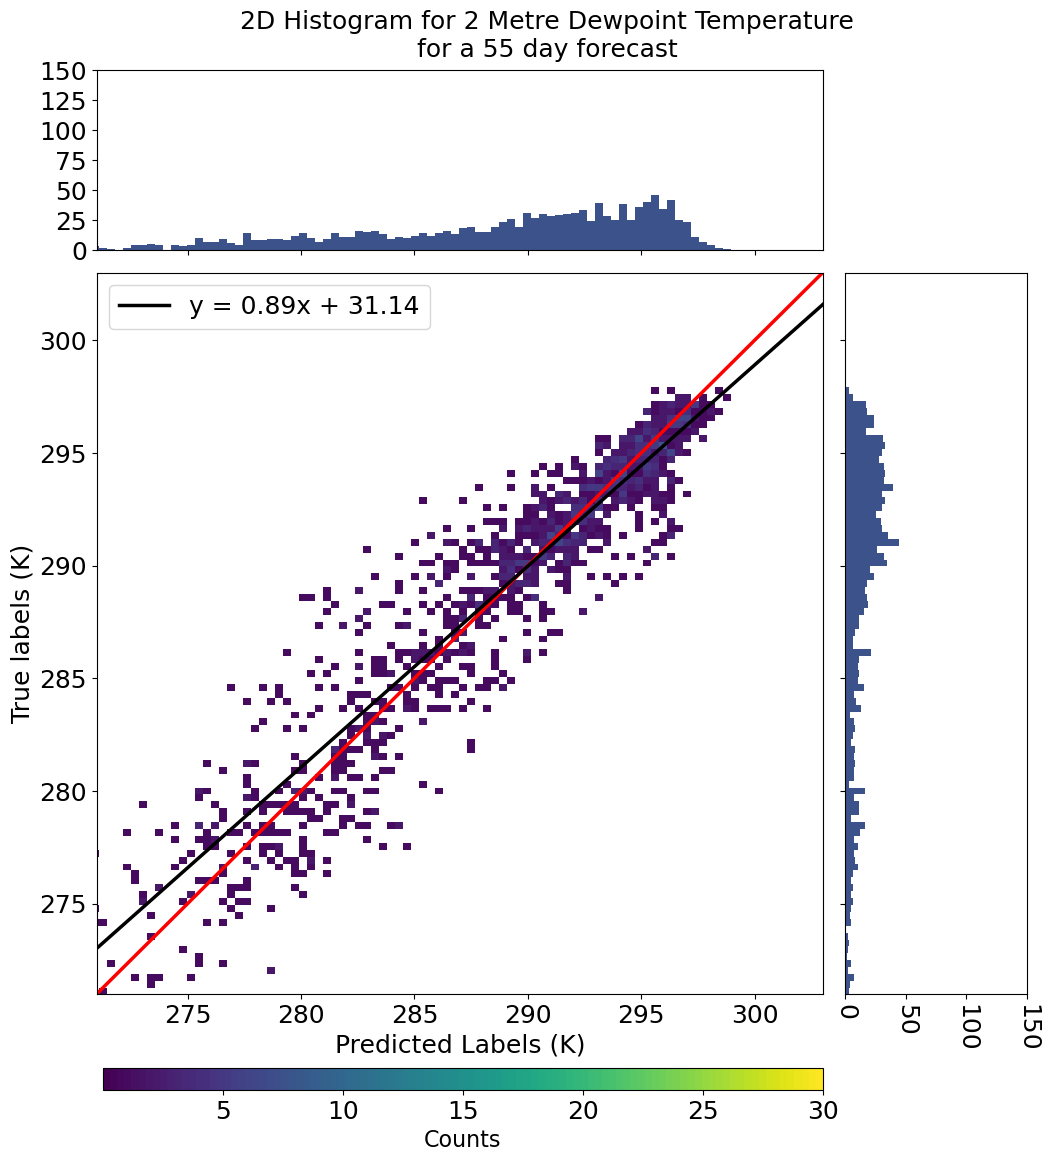 2D Histogram for 2 Metre Dewpoint Temperature
for a 55 day forecast
150
125
100
75
50
25
0
y = 0.89x + 31.14
300
295
290
285
280
275
True labels (K)
275 280 285 290 295 300
Predicted Labels (K)
0 50 100 150
5 10 15 20 25 30
Counts